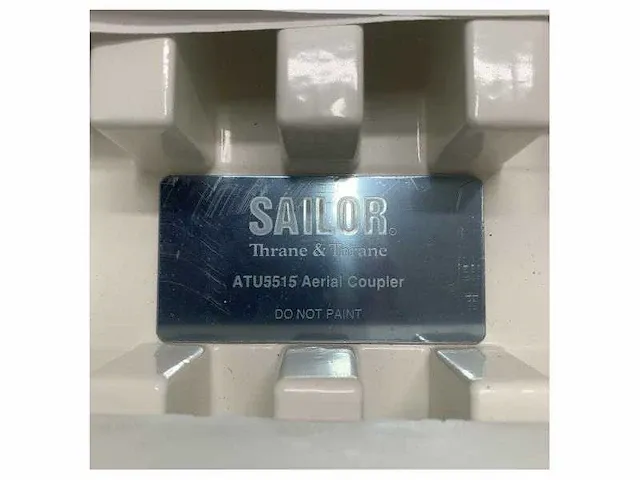 SAILOR®
Thrane & Thrane
ATU5515 Aerial Coupler
DO NOT PAINT